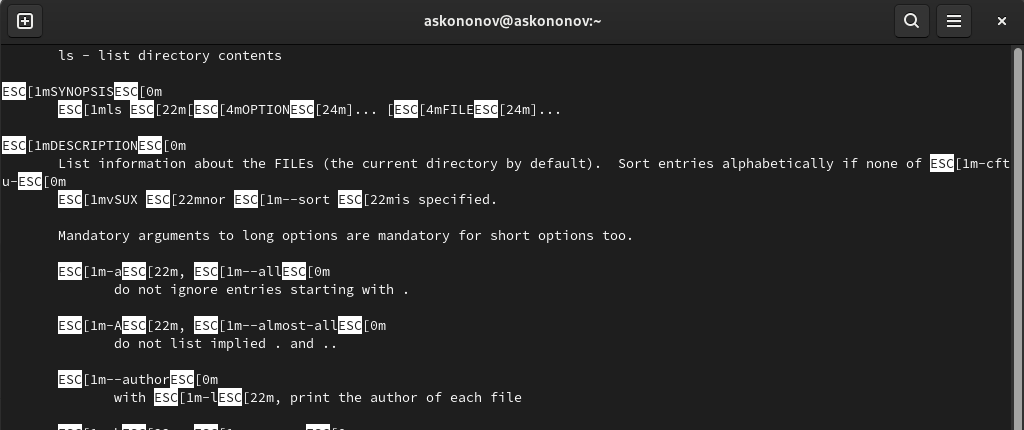 askononov@askononov:~
ls - list directory contents
ESC[1mSYNOPSISESC[0m
ESC[1mls ESC[22m[ESC[4mOPTIONESC[24m]... [ESC[4mFILEESC[24m]...
ESC[1mDESCRIPTIONESC[0m
List information about the FILEs (the current directory by default).  Sort entries alphabetically if none of ESC[1m-cft
u-ESC[0m
ESC[1mvSUX ESC[22mnor ESC[1m--sort ESC[22mis specified.
Mandatory arguments to long options are mandatory for short options too.
ESC[1m-aESC[22m, ESC[1m--allESC[0m
do not ignore entries starting with .
ESC[1m-AESC[22m, ESC[1m--almost-allESC[0m
do not list implied . and ..
ESC[1m--authorESC[0m
with ESC[1m-lESC[22m, print the author of each file